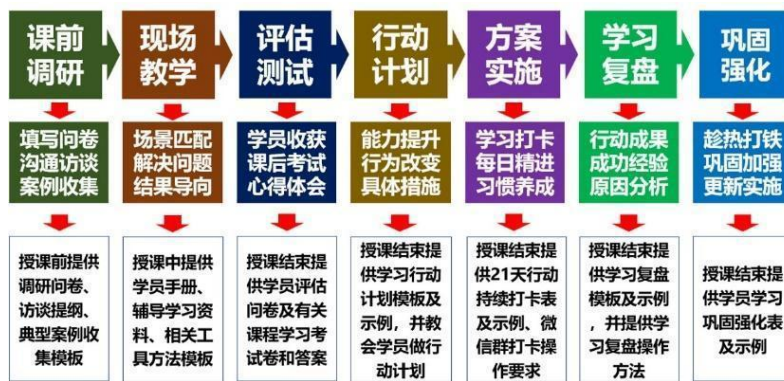 课前
调研
现场
教学
评估
测试
行动
计划
方案
实施
学习
复盘
巩固
强化
填写问卷
沟通访谈
案例收集
场景匹配
解决问题
结果导向
学员收获
课后考试
心得体会
能力提升
行为改变
具体措施
学习打卡
每日精进
习惯养成
行动成果
成功经验
原因分析
趁热打铁
巩固加强
更新实施
授课前提供
调研问卷、
访谈提纲、
典型案例收
集模板
授课中提供
学员手册、
辅导学习资
料、相关工
具方法模板
授课结束提
供学员评估
问卷及有关
课程学习考
试卷和答案
授课结束提
供学习行动
计划模板及
示例，并教
会学员做行
动计划
授课结束提
供21天行动
持续打卡表
及示例、微
信群打卡操
作要求
授课结束提
供学习复盘
模板及示例
，并提供学
习复盘操作
方法
授课结束提
供学员学习
巩固强化表
及示例